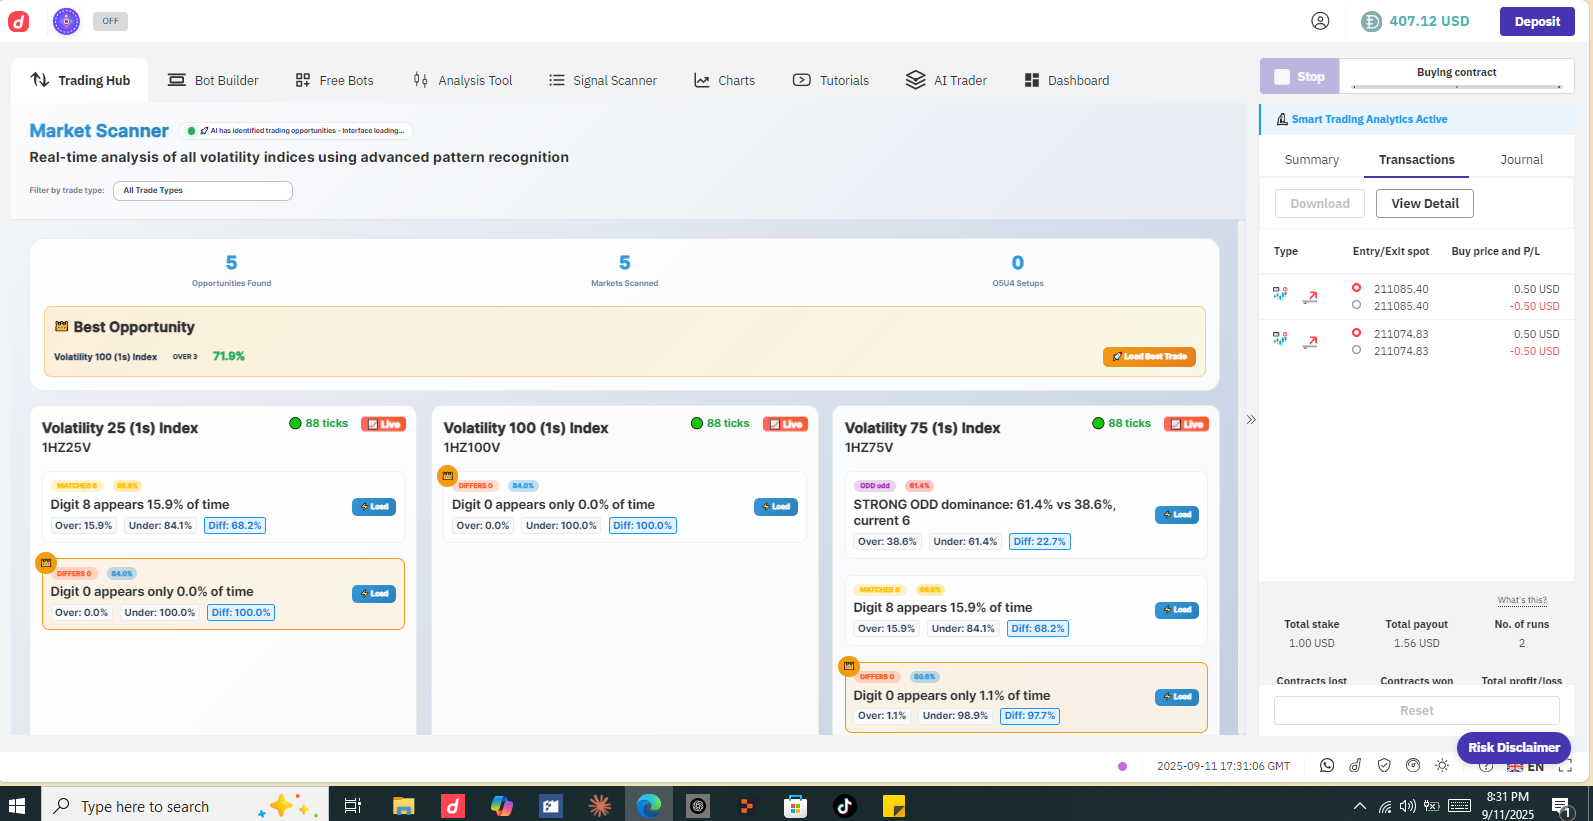 OFF
407.12 USD
Deposit
Trading Hub
Bot Builder
Free Bots
Analysis Tool
Signal Scanner
Charts
Tutorials
AI Trader
Dashboard
Stop
Buying contract
Market Scanner
AI has identified trading opportunities - Interface loading...
Real-time analysis of all volatility indices using advanced pattern recognition
Filter by trade type:
All Trade Types
5
Opportunities Found
5
Markets Scanned
0
O5U4 Setups
Best Opportunity
Volatility 100 (1s) Index OVER 3 71.9%
Load Best Trade
Volatility 25 (1s) Index
88 ticks
Live
1HZ25V
MATCHES 8
Digit 8 appears 15.9% of time
Load
Over: 15.9% Under: 84.1% Diff: 68.2%
DIFFERS 0 84.0%
Digit 0 appears only 0.0% of time
Load
Over: 0.0% Under: 100.0% Diff: 100.0%
Volatility 100 (1s) Index
88 ticks
Live
1HZ100V
DIFFERS 0 84.0%
Digit 0 appears only 0.0% of time
Load
Over: 0.0% Under: 100.0% Diff: 100.0%
Volatility 75 (1s) Index
88 ticks
Live
1HZ75V
ODD odd 61.4%
STRONG ODD dominance: 61.4% vs 38.6%,
current 6
Load
Over: 38.6% Under: 61.4% Diff: 22.7%
MATCHES 8
Digit 8 appears 15.9% of time
Load
Over: 15.9% Under: 84.1% Diff: 68.2%
DIFFERS 0 80.6%
Digit 0 appears only 1.1% of time
Load
Over: 1.1% Under: 98.9% Diff: 97.7%
Smart Trading Analytics Active
Summary
Transactions
Journal
Download
View Detail
Type
Entry/Exit spot
Buy price and P/L
211085.40 0.50 USD
211085.40 -0.50 USD
211074.83 0.50 USD
211074.83 -0.50 USD
What's this?
Total stake Total payout No. of runs
1.00 USD 1.56 USD 2
Contracts lost Contracts won Total profit/loss
Reset
Risk Disclaimer
2025-09-11 17:31:06 GMT
EN
Type here to search
8:31 PM
9/11/2025
1